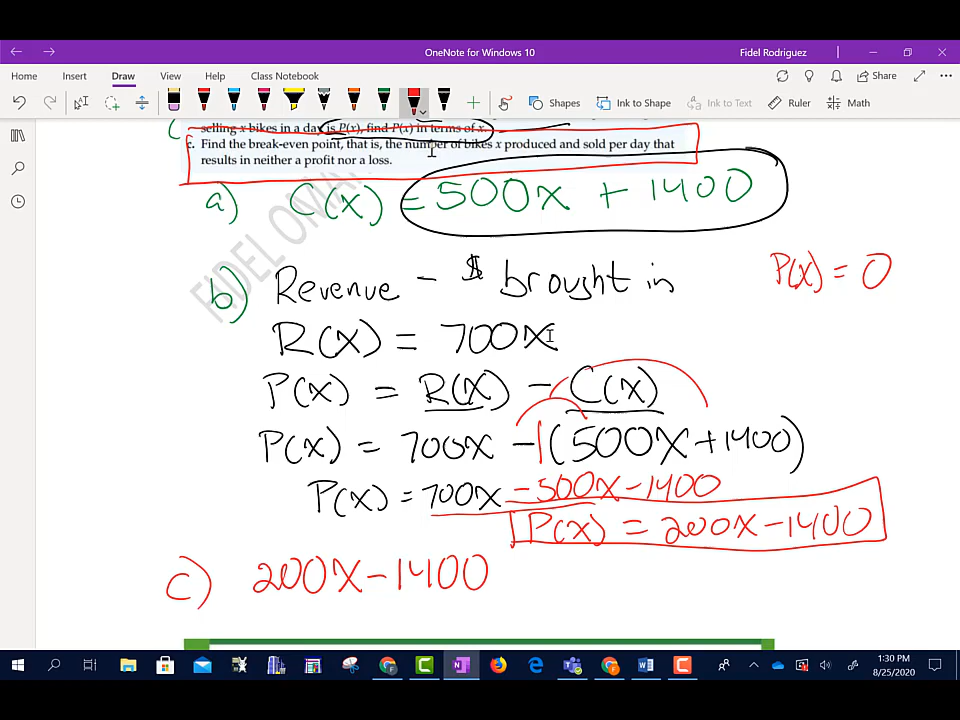 OneNote for Windows 10
Fidel Rodriguez
Home Insert Draw View Help Class Notebook
Share
Shapes Ink to Shape Ink to Text Ruler Math
selling x bikes in a day is P(x), find P(x) in terms of x.
c. Find the break-even point, that is, the number of bikes x produced and sold per day that
results in neither a profit nor a loss.
a) C(x) = 500x + 1400
P(x) = 0
b) Revenue - $ brought in
R(x) = 700x
P(x) = R(x) - C(x)
P(x) = 700x -1(500x+1400)
P(x) = 700x -500x-1400
P(x) = 200x-1400
c) 200x-1400
FIDEL
1:30 PM
8/25/2020